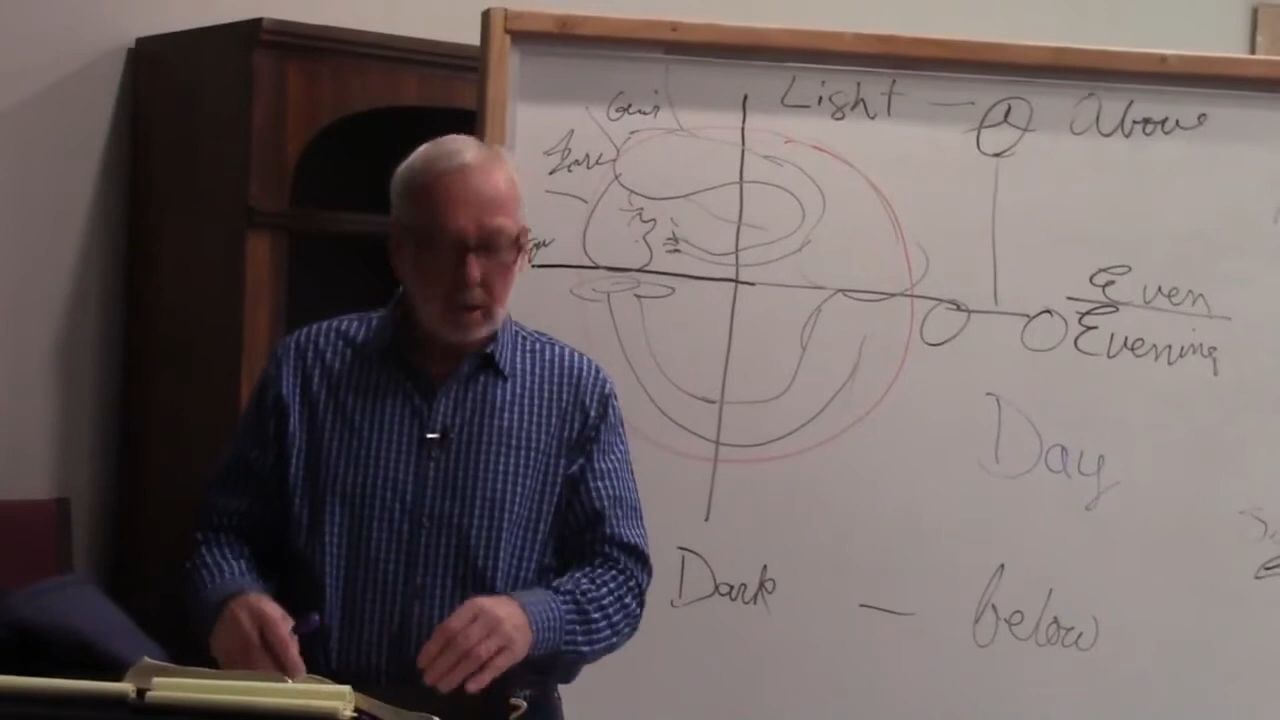 Light — Above
Even
Evening
Day
Dark — below